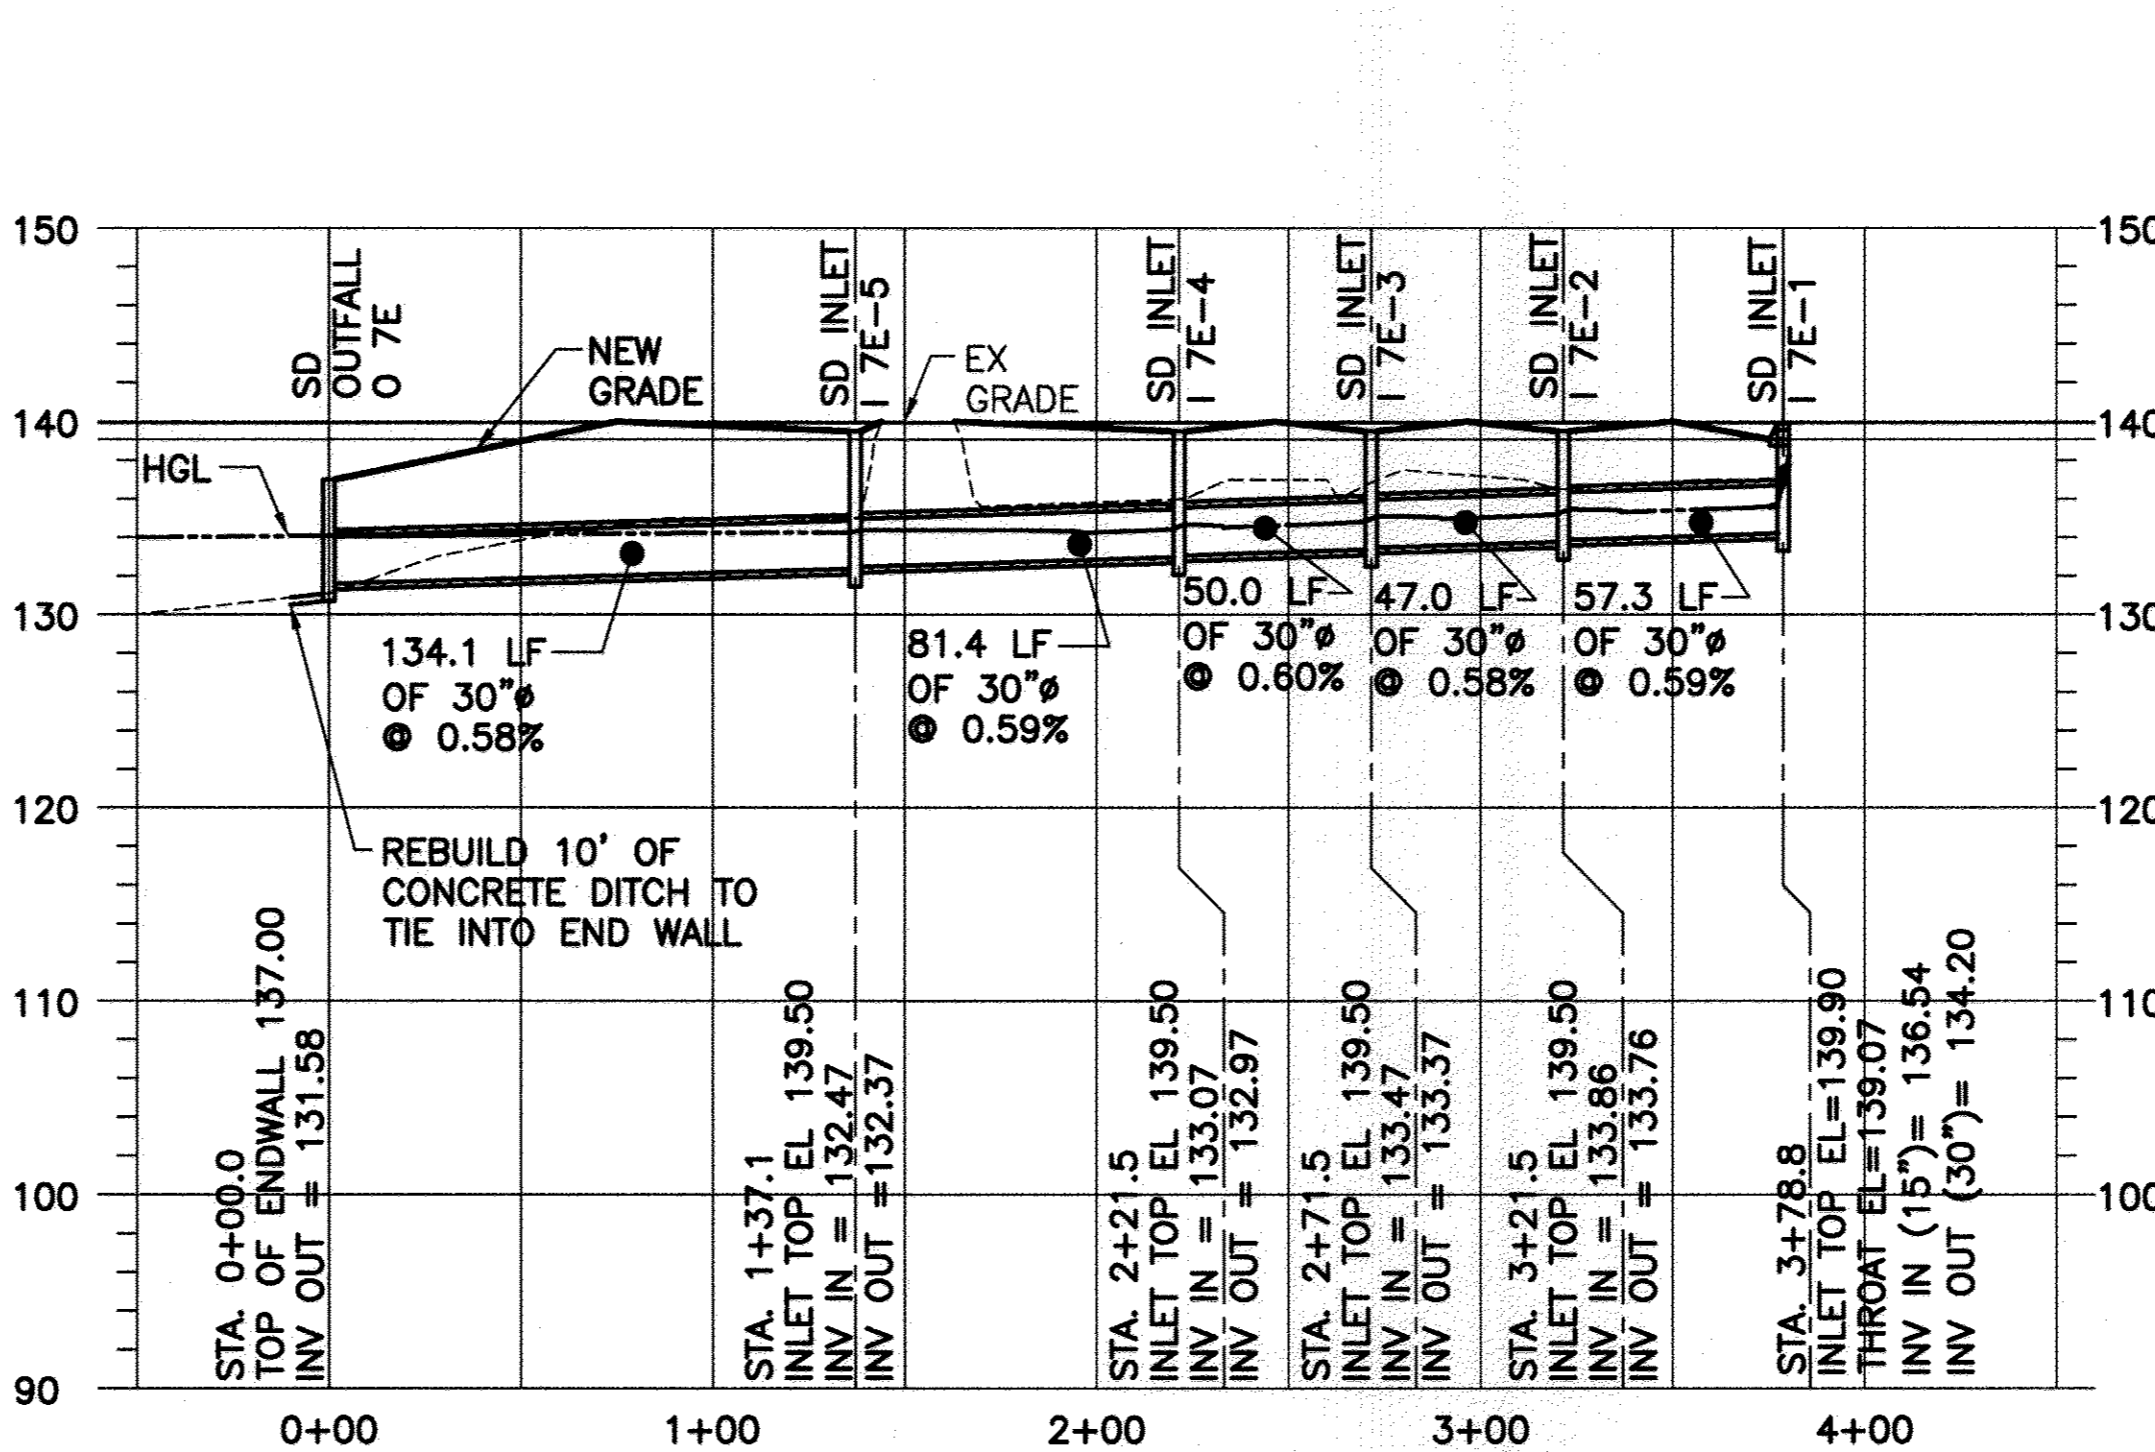 150
140
130
120
110
100
90
150
140
130
120
110
100
SD
OUTFALL
O 7E
SD INLET
I 7E-5
SD INLET
I 7E-4
SD INLET
I 7E-3
SD INLET
I 7E-2
SD INLET
I 7E-1
NEW
GRADE
EX
GRADE
HGL
134.1 LF
OF 30"ø
@ 0.58%
81.4 LF
OF 30"ø
@ 0.59%
50.0 LF
OF 30"ø
@ 0.60%
47.0 LF
OF 30"ø
@ 0.58%
57.3 LF
OF 30"ø
@ 0.59%
REBUILD 10' OF
CONCRETE DITCH TO
TIE INTO END WALL
STA. 0+00.0
TOP OF ENDWALL 137.00
INV OUT = 131.58
STA. 1+37.1
INLET TOP EL 139.50
INV IN = 132.47
INV OUT =132.37
STA. 2+21.5
INLET TOP EL 139.50
INV IN = 133.07
INV OUT = 132.97
STA. 2+71.5
INLET TOP EL 139.50
INV IN = 133.47
INV OUT = 133.37
STA. 3+21.5
INLET TOP EL 139.50
INV IN = 133.86
INV OUT = 133.76
STA. 3+78.8
INLET TOP EL=139.90
THROAT EL=139.07
INV IN (15")= 136.54
INV OUT (30")= 134.20
0+00
1+00
2+00
3+00
4+00